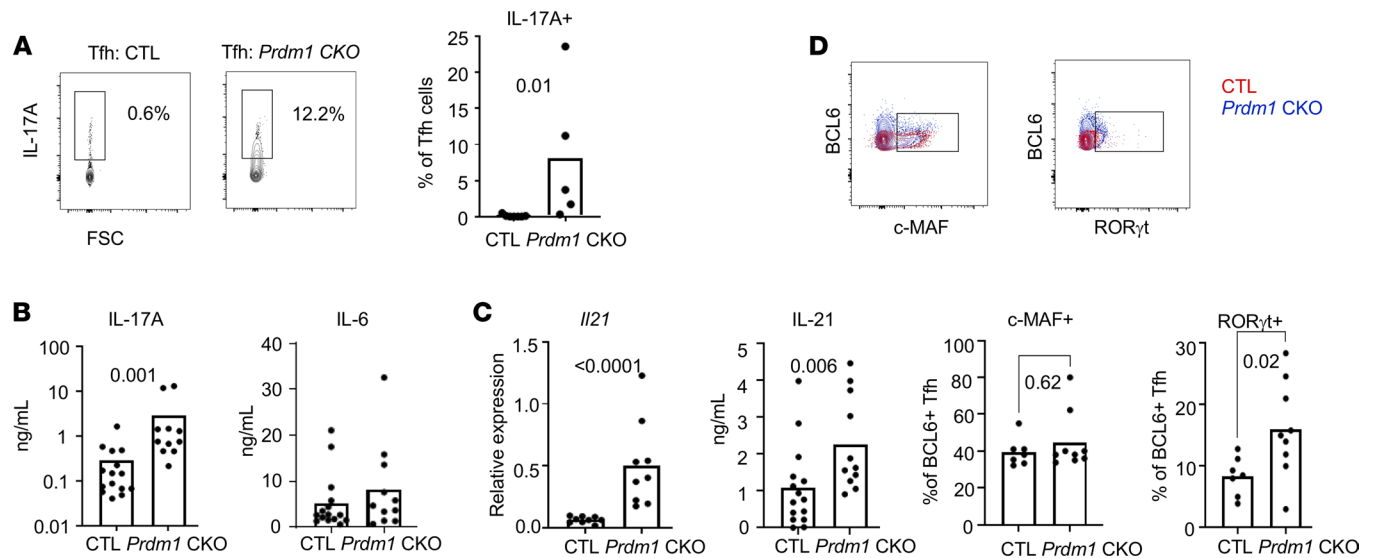 A
Tfh: CTL
Tfh: Prdm1 CKO
IL-17A
0.6%
12.2%
FSC
IL-17A+
% of Tfh cells
25
20
15
10
5
0
0.01
CTL Prdm1 CKO
D
BCL6
c-MAF
BCL6
RORγt
CTL
Prdm1 CKO
B
IL-17A
ng/mL
100
10
1
0.1
0.01
0.001
CTL Prdm1 CKO
IL-6
ng/mL
40
30
20
10
0
CTL Prdm1 CKO
C
Il21
Relative expression
1.5
1.0
0.5
0.0
<0.0001
CTL Prdm1 CKO
IL-21
ng/mL
5
4
3
2
1
0
0.006
CTL Prdm1 CKO
c-MAF+
%of BCL6+ Tfh
100
80
60
40
20
0
0.62
CTL Prdm1 CKO
RORγt+
% of BCL6+ Tfh
30
20
10
0
0.02
CTL Prdm1 CKO